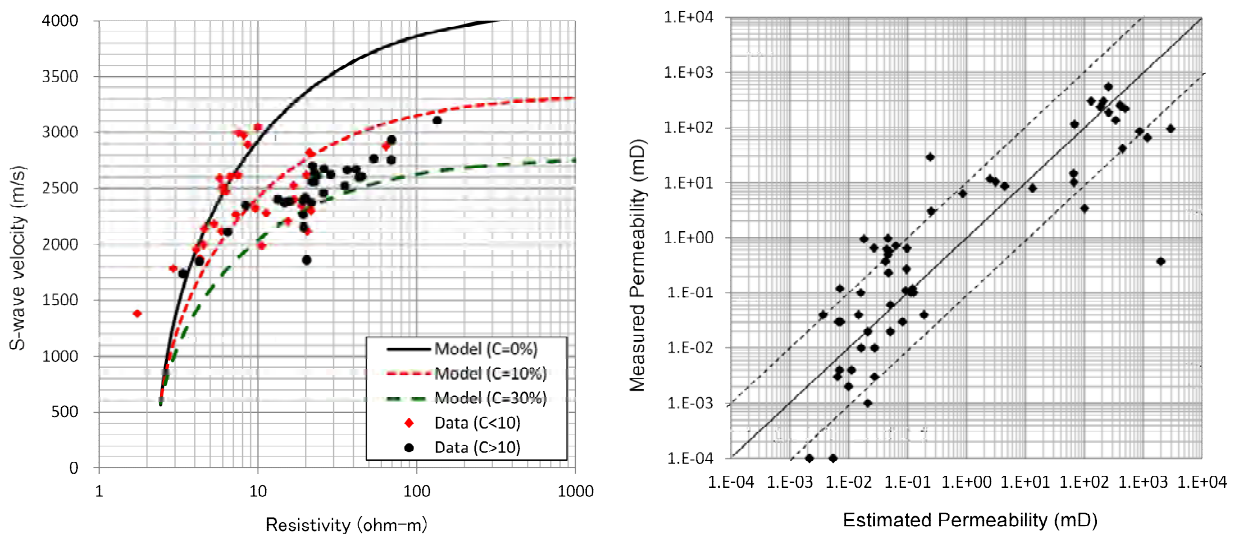 S-wave velocity (m/s)
4000
3500
3000
2500
2000
1500
1000
500
0
Model (C=0%)
Model (C=10%)
Model (C=30%)
Data (C<10)
Data (C>10)
1 10 100 1000
Resistivity (ohm-m)
Measured Permeability (mD)
1.E+04
1.E+03
1.E+02
1.E+01
1.E+00
1.E-01
1.E-02
1.E-03
1.E-04
1.E-04 1.E-03 1.E-02 1.E-01 1.E+00 1.E+01 1.E+02 1.E+03 1.E+04
Estimated Permeability (mD)